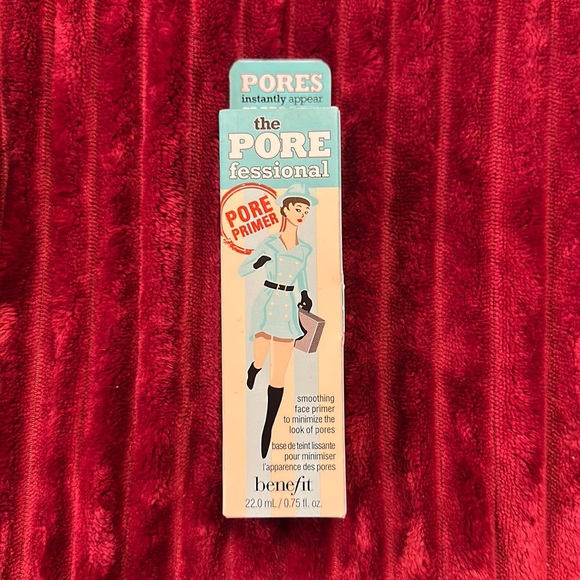 PORES
instantly appear
the
PORE
fessional
PORE
PRIMER
smoothing
face primer
to minimize the
look of pores
base de teint lissante
pour minimiser
l'apparence des pores
benefit
22.0 mL / 0.75 fl. oz.